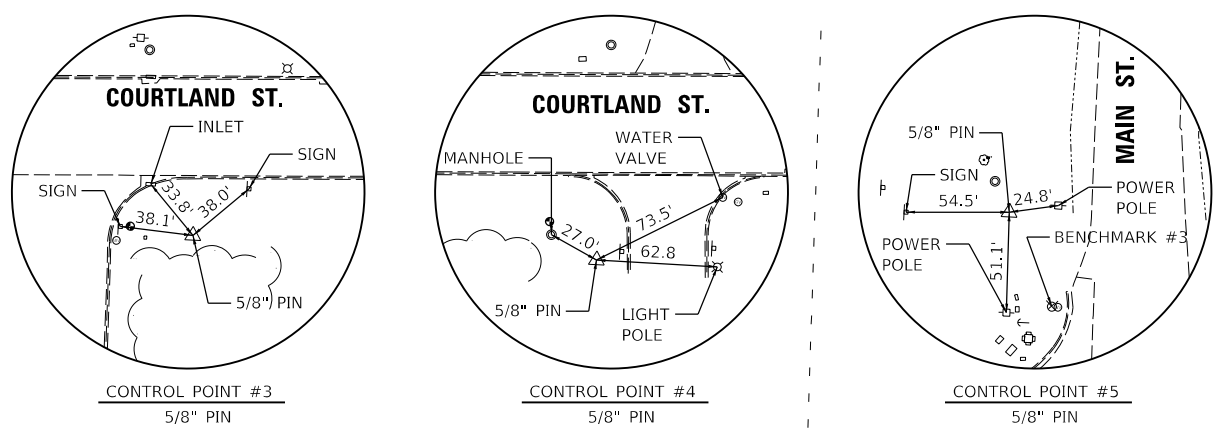 COURTLAND ST.
INLET
SIGN
SIGN
33.8'
38.0'
38.1'
5/8" PIN
CONTROL POINT #3
5/8" PIN
COURTLAND ST.
WATER
VALVE
MANHOLE
73.5'
27.0'
62.8
5/8" PIN
LIGHT
POLE
CONTROL POINT #4
5/8" PIN
MAIN ST.
5/8" PIN
SIGN
54.5'
24.8'
POWER
POLE
POWER
POLE
BENCHMARK #3
51.1'
CONTROL POINT #5
5/8" PIN